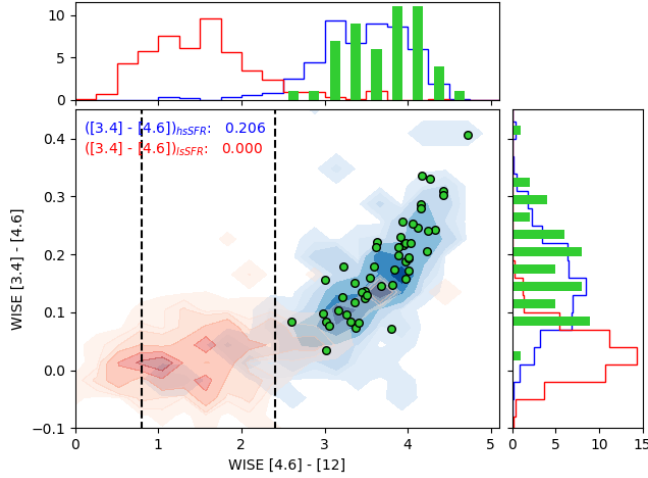 10
5
0
([3.4] - [4.6])hsSFR: 0.206
([3.4] - [4.6])lsSFR: 0.000
0.4
0.3
0.2
0.1
0.0
−0.1
WISE [3.4] - [4.6]
0 1 2 3 4 5
WISE [4.6] - [12]
0 5 10 15